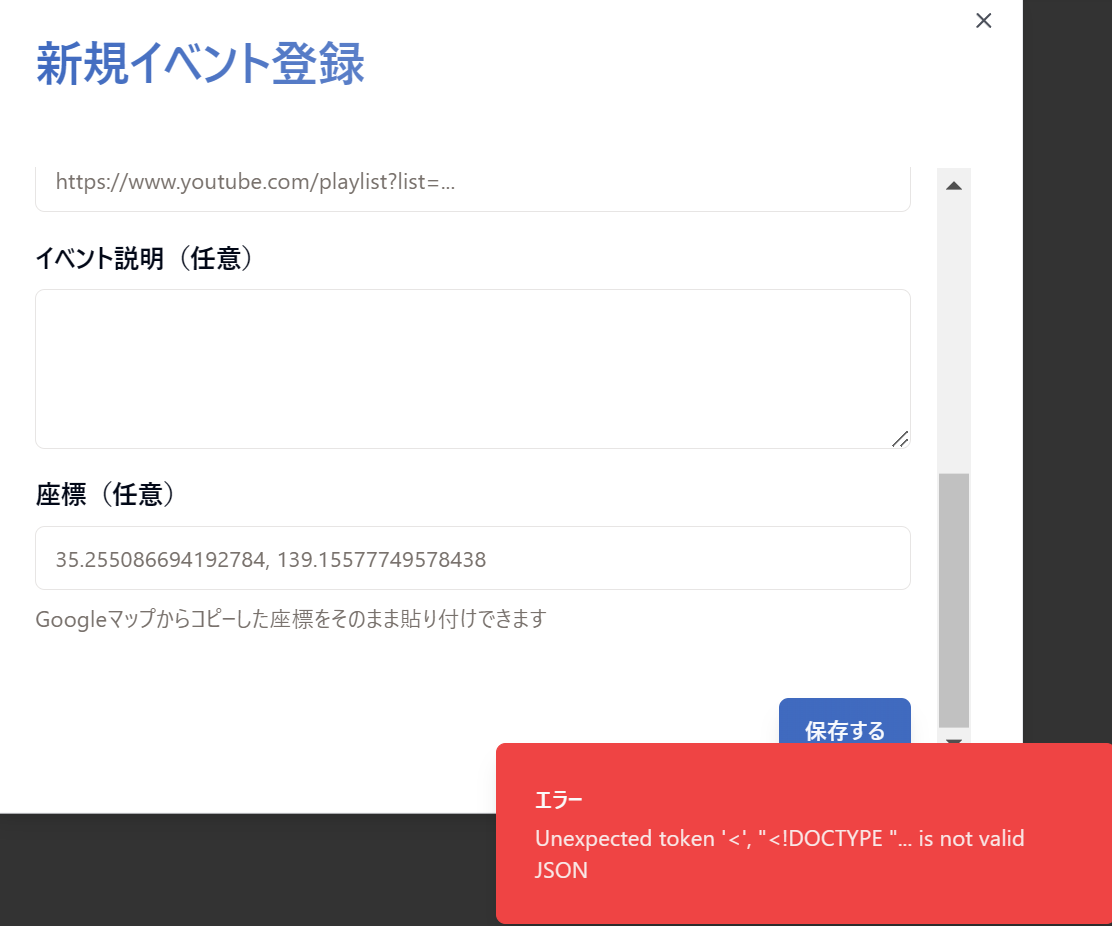 新規イベント登録
https://www.youtube.com/playlist?list=...
イベント説明（任意）
座標（任意）
35.255086694192784, 139.15577749578438
Googleマップからコピーした座標をそのまま貼り付けできます
保存する
エラー
Unexpected token '<', "<!DOCTYPE "... is not valid
JSON